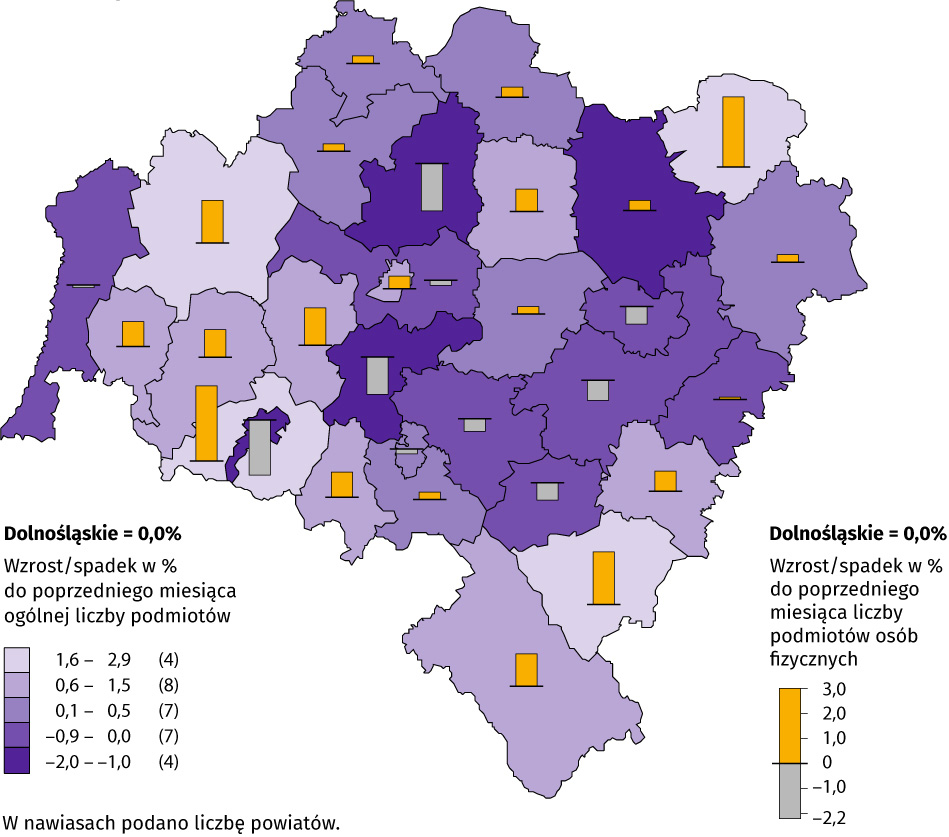 Dolnośląskie = 0,0%
Wzrost/spadek w %
do poprzedniego miesiąca
ogólnej liczby podmiotów
1,6 – 2,9 (4)
0,6 – 1,5 (8)
0,1 – 0,5 (7)
–0,9 – 0,0 (7)
–2,0 – –1,0 (4)
W nawiasach podano liczbę powiatów.
Dolnośląskie = 0,0%
Wzrost/spadek w %
do poprzedniego
miesiąca liczby
podmiotów osób
fizycznych
3,0
2,0
1,0
0
–1,0
–2,2